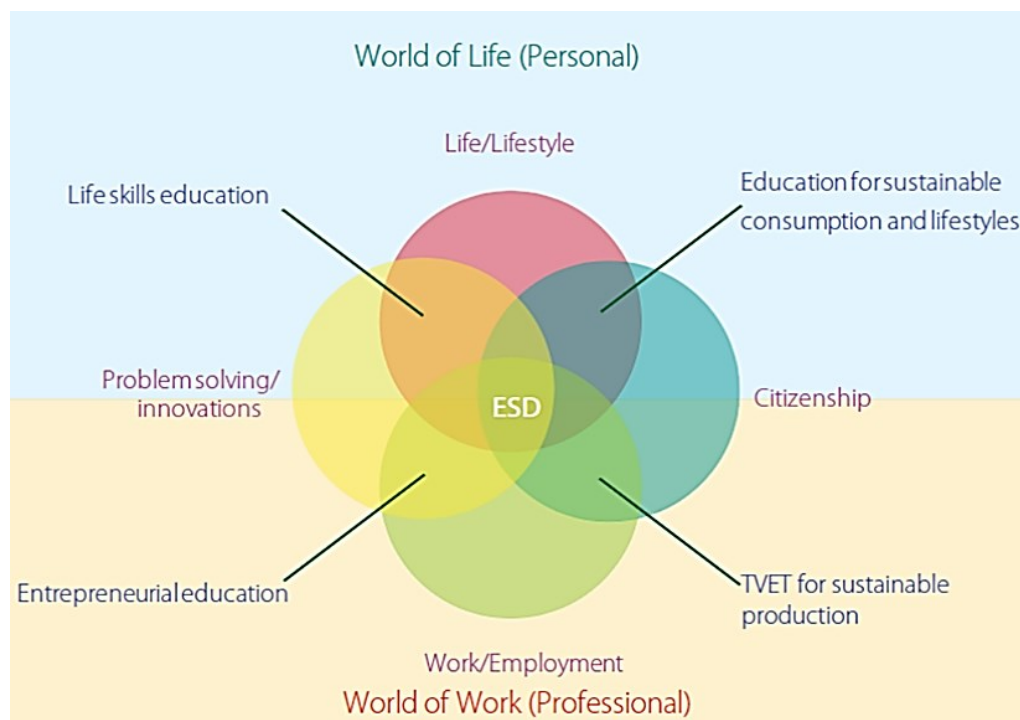 World of Life (Personal)
Life/Lifestyle
Life skills education
Education for sustainable
consumption and lifestyles
Problem solving/
innovations
ESD
Citizenship
Entrepreneurial education
TVET for sustainable
production
Work/Employment
World of Work (Professional)